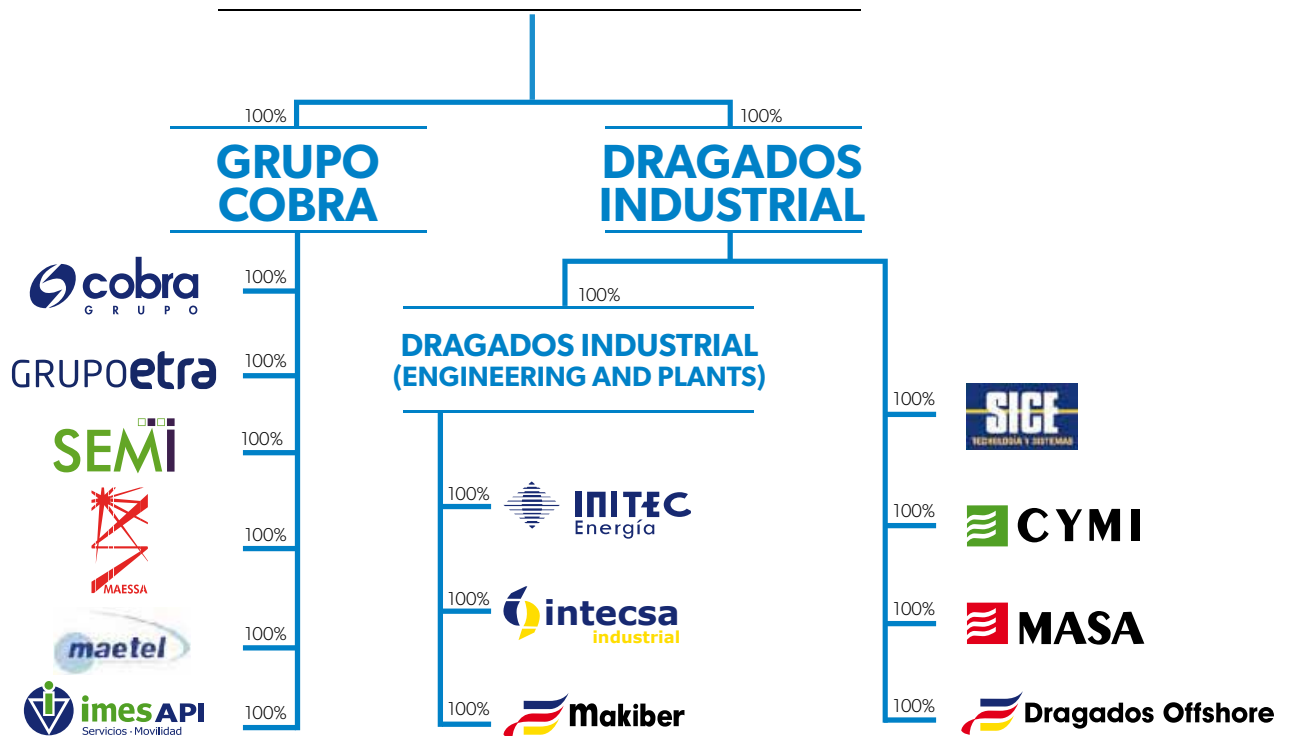 100%
100%
GRUPO
COBRA
DRAGADOS
INDUSTRIAL
cobra
GRUPO
100%
GRUPOetra
100%
SEMI
100%
MAESSA
100%
maetel
100%
imesAPI
Servicios · Movilidad
100%
100%
DRAGADOS INDUSTRIAL
(ENGINEERING AND PLANTS)
100%
INITEC
Energía
100%
intecsa
industrial
100%
Makiber
100%
SICE
TECNOLOGÍA Y SISTEMAS
100%
CYMI
100%
MASA
100%
Dragados Offshore